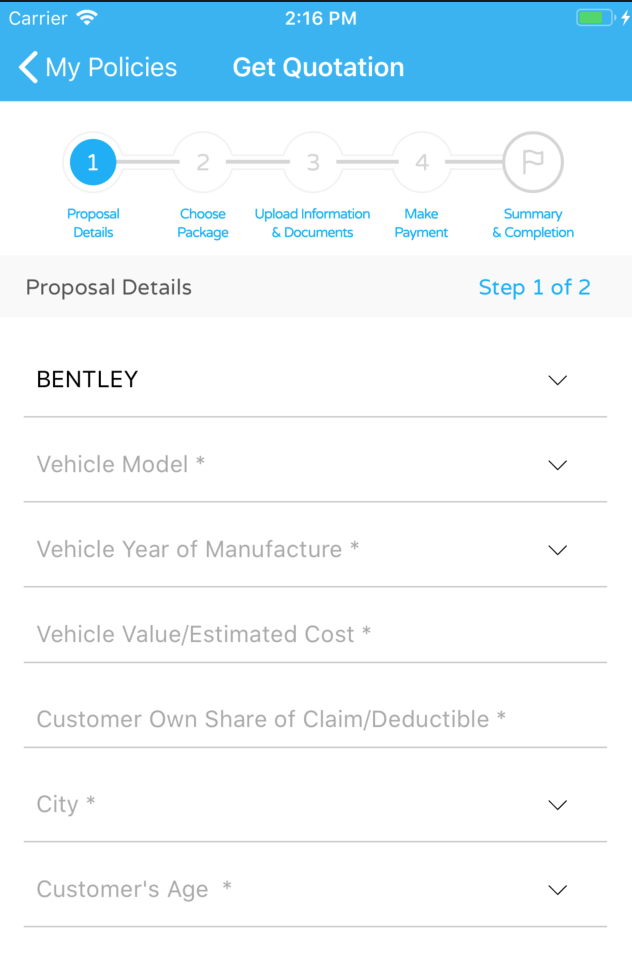 Carrier 2:16 PM
My Policies Get Quotation
1 2 3 4
Proposal Details
Choose Package
Upload Information & Documents
Make Payment
Summary & Completion
Proposal Details Step 1 of 2
BENTLEY
Vehicle Model *
Vehicle Year of Manufacture *
Vehicle Value/Estimated Cost *
Customer Own Share of Claim/Deductible *
City *
Customer's Age *